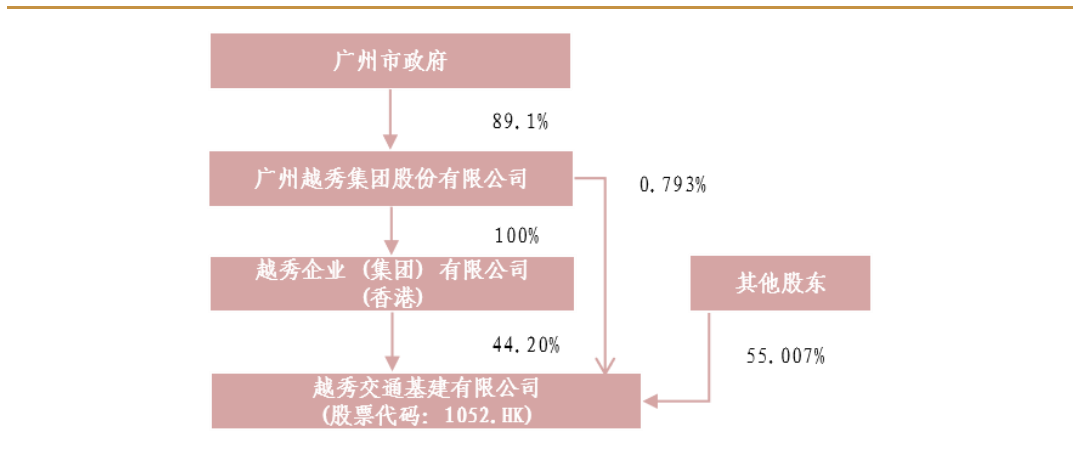 广州市政府
89.1%
广州越秀集团股份有限公司
0.793%
100%
越秀企业 (集团) 有限公司
(香港)
其他股东
44.20%
55.007%
越秀交通基建有限公司
(股票代码: 1052.HK)